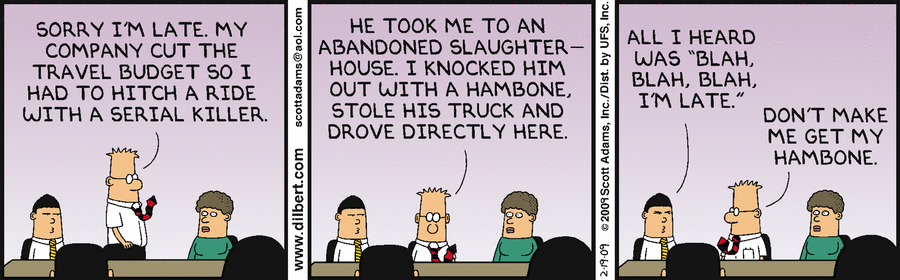 SORRY I'M LATE. MY
COMPANY CUT THE
TRAVEL BUDGET SO I
HAD TO HITCH A RIDE
WITH A SERIAL KILLER.
www.dilbert.com scottadams@aol.com
HE TOOK ME TO AN
ABANDONED SLAUGHTER-
HOUSE. I KNOCKED HIM
OUT WITH A HAMBONE,
STOLE HIS TRUCK AND
DROVE DIRECTLY HERE.
2-19-09 © 2009 Scott Adams, Inc./Dist. by UFS, Inc.
ALL I HEARD
WAS "BLAH,
BLAH, BLAH,
I'M LATE."
DON'T MAKE
ME GET MY
HAMBONE.